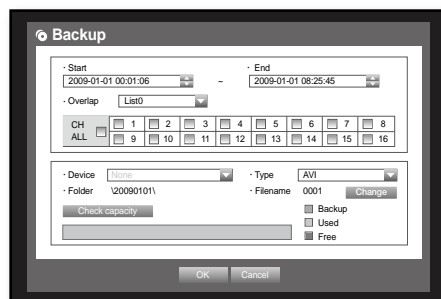 Backup
· Start · End
2009-01-01 00:01:06 ~ 2009-01-01 08:25:45
· Overlap List0
CH ALL
1 2 3 4 5 6 7 8
9 10 11 12 13 14 15 16
· Device None · Type AVI
· Folder \20090101\ · Filename 0001 Change
Check capacity
Backup
Used
Free
OK Cancel